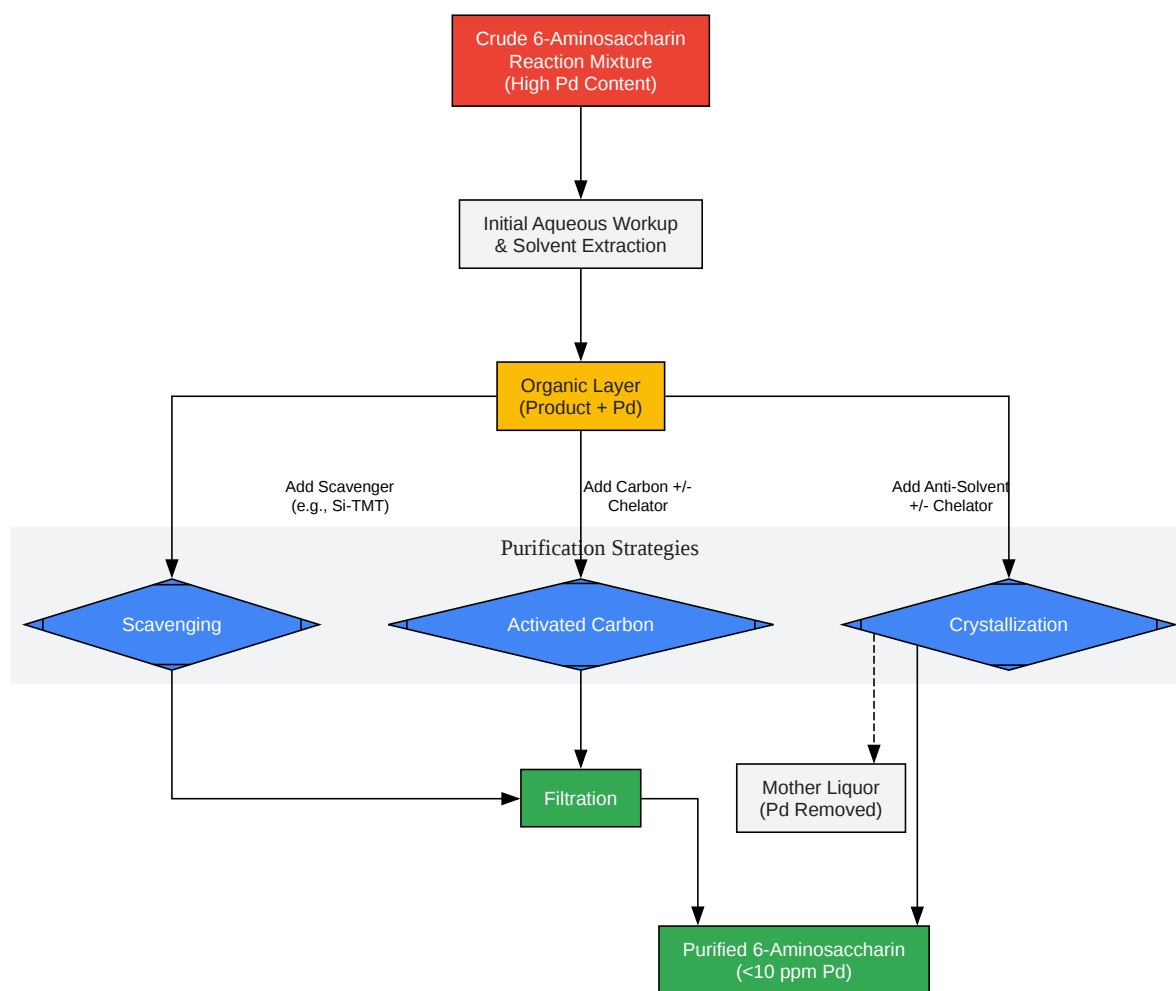 Crude 6-Aminosaccharin
Reaction Mixture
(High Pd Content)
Initial Aqueous Workup
& Solvent Extraction
Organic Layer
(Product + Pd)
Add Scavenger
(e.g., Si-TMT)
Add Carbon +/-
Chelator
Add Anti-Solvent
+/- Chelator
Purification Strategies
Scavenging
Activated Carbon
Crystallization
Filtration
Mother Liquor
(Pd Removed)
Purified 6-Aminosaccharin
(<10 ppm Pd)